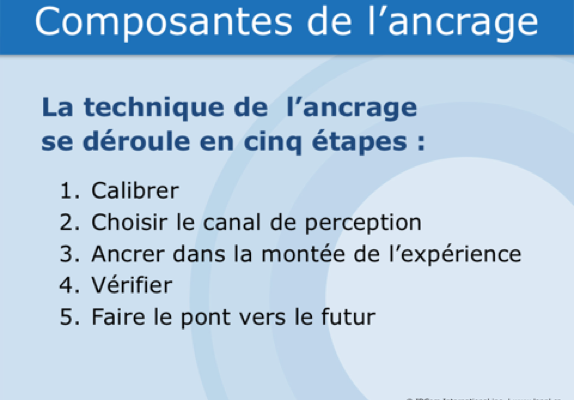 Composantes de l'ancrage
La technique de l'ancrage
se déroule en cinq étapes :
1. Calibrer
2. Choisir le canal de perception
3. Ancrer dans la montée de l'expérience
4. Vérifier
5. Faire le pont vers le futur